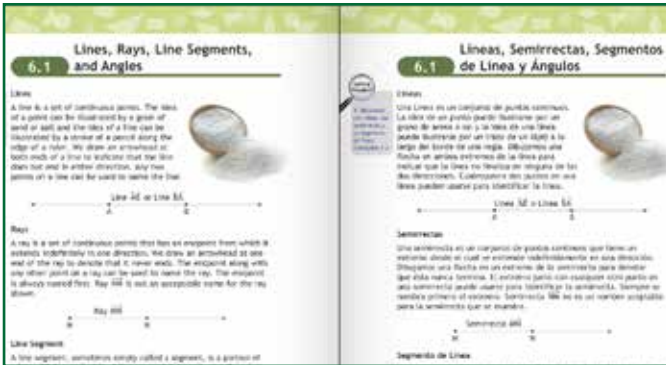 Lines, Rays, Line Segments,
6.1 and Angles
Lines
A line is a set of continuous points. The idea
of a point can be illustrated by a grain of
sand or salt and the idea of a line can be
illustrated by a stroke of a pencil along the
edge of a ruler. We draw an arrowhead at
both ends of a line to indicate that the line
does not end in either direction. Any two
points on a line can be used to name the line.
Line or Line
Rays
A ray is a set of continuous points that has an endpoint from which it
extends indefinitely in one direction. We draw an arrowhead at one
end of the ray to denote that it never ends. The endpoint along with
any other point on a ray can be used to name the ray. The endpoint
is always named first. Ray is not an acceptable name for the ray
shown.
Ray
Line Segment
A line segment, sometimes simply called a segment, is a portion of
Líneas, Semirrectas, Segmentos
6.1 de Línea y Ángulos
Líneas
Una línea es un conjunto de puntos continuos.
La idea de un punto puede ilustrarse por un
grano de arena o sal y la idea de una línea
puede ilustrarse por un trazo de un lápiz a lo
largo del borde de una regla. Dibujamos una
flecha en ambos extremos de la línea para
indicar que la línea no finaliza en ninguna de las
dos direcciones. Cualesquiera dos puntos en una
línea pueden usarse para identificar la línea.
Línea o Línea
Semirrectas
Una semirrecta es un conjunto de puntos continuos que tiene un
extremo desde el cual se extiende indefinidamente en una dirección.
Dibujamos una flecha en un extremo de la semirrecta para denotar
que ésta nunca termina. El extremo junto con cualquier otro punto en
una semirrecta puede usarse para identificar la semirrecta. Siempre se
nombra primero el extremo. Semirrecta no es un nombre aceptable
para la semirrecta que se muestra.
Semirrecta
Segmento de Línea